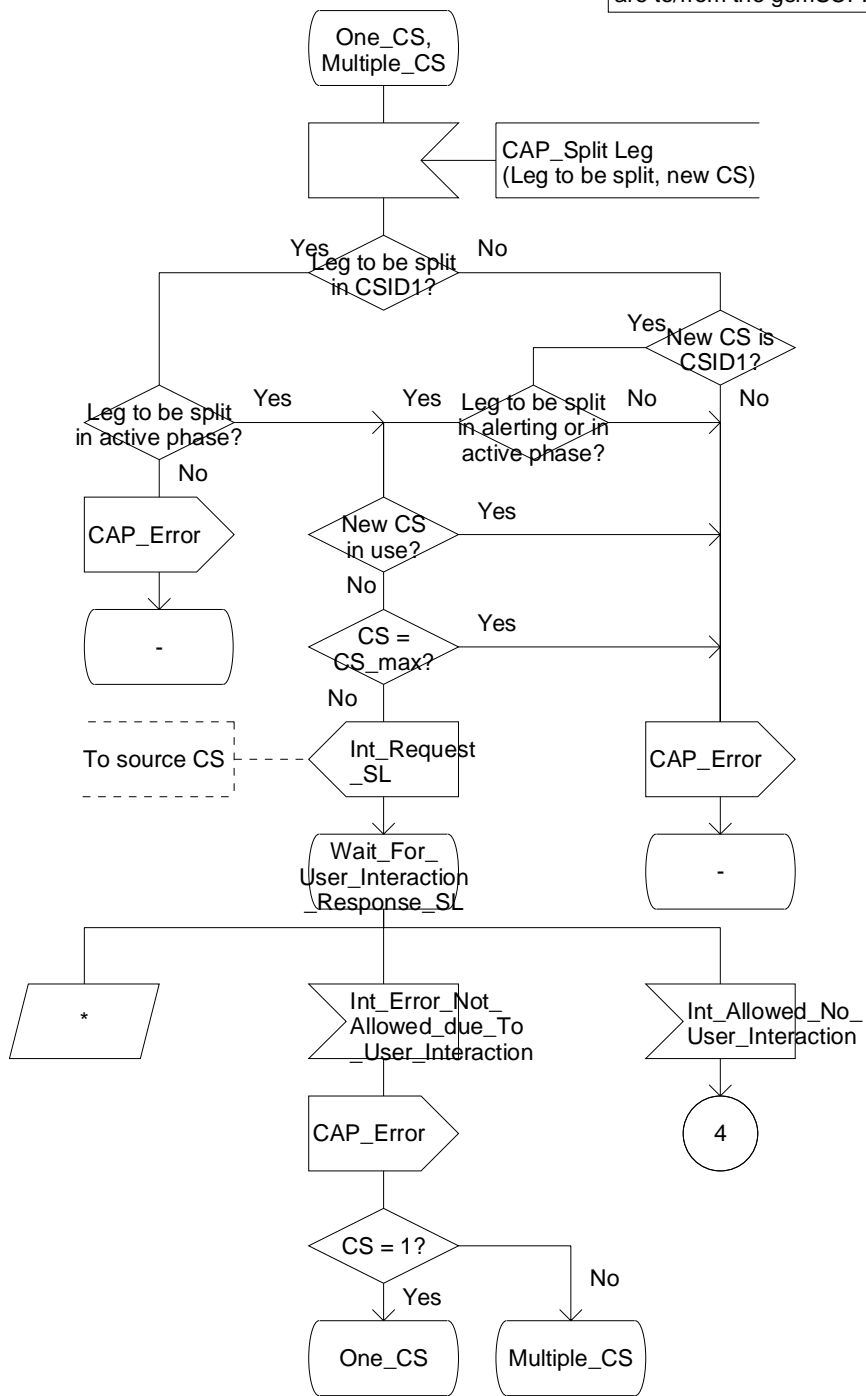 are to/from the gsmSCF.
One_CS,
Multiple_CS
CAP_Split Leg
(Leg to be split, new CS)
Yes
No
Leg to be split
in CSID1?
Yes
New CS is
CSID1?
No
Leg to be split
in active phase?
Yes
No
Yes
Leg to be split
in alerting or in
active phase?
No
CAP_Error
New CS
in use?
Yes
No
-
CS =
CS_max?
Yes
No
To source CS
Int_Request
_SL
CAP_Error
Wait_For_
User_Interaction
_Response_SL
-
*
Int_Error_Not_
Allowed_due_To
_User_Interaction
Int_Allowed_No_
User_Interaction
CAP_Error
4
CS = 1?
No
Yes
One_CS
Multiple_CS